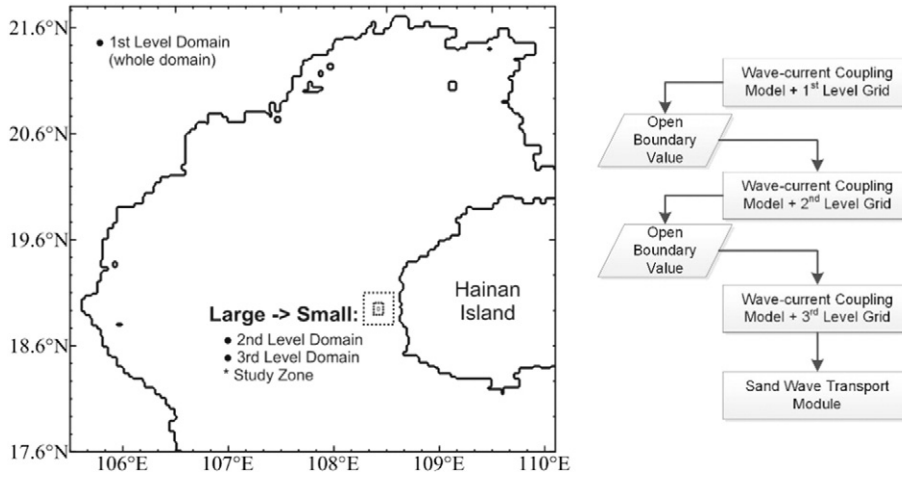 21.6°N
20.6°N
19.6°N
18.6°N
17.6°N
106°E
107°E
108°E
109°E
110°E
● 1st Level Domain
(whole domain)
Large -> Small:
● 2nd Level Domain
● 3rd Level Domain
* Study Zone
Hainan
Island
Wave-current Coupling
Model + 1st Level Grid
Open
Boundary
Value
Wave-current Coupling
Model + 2nd Level Grid
Open
Boundary
Value
Wave-current Coupling
Model + 3rd Level Grid
Sand Wave Transport
Module